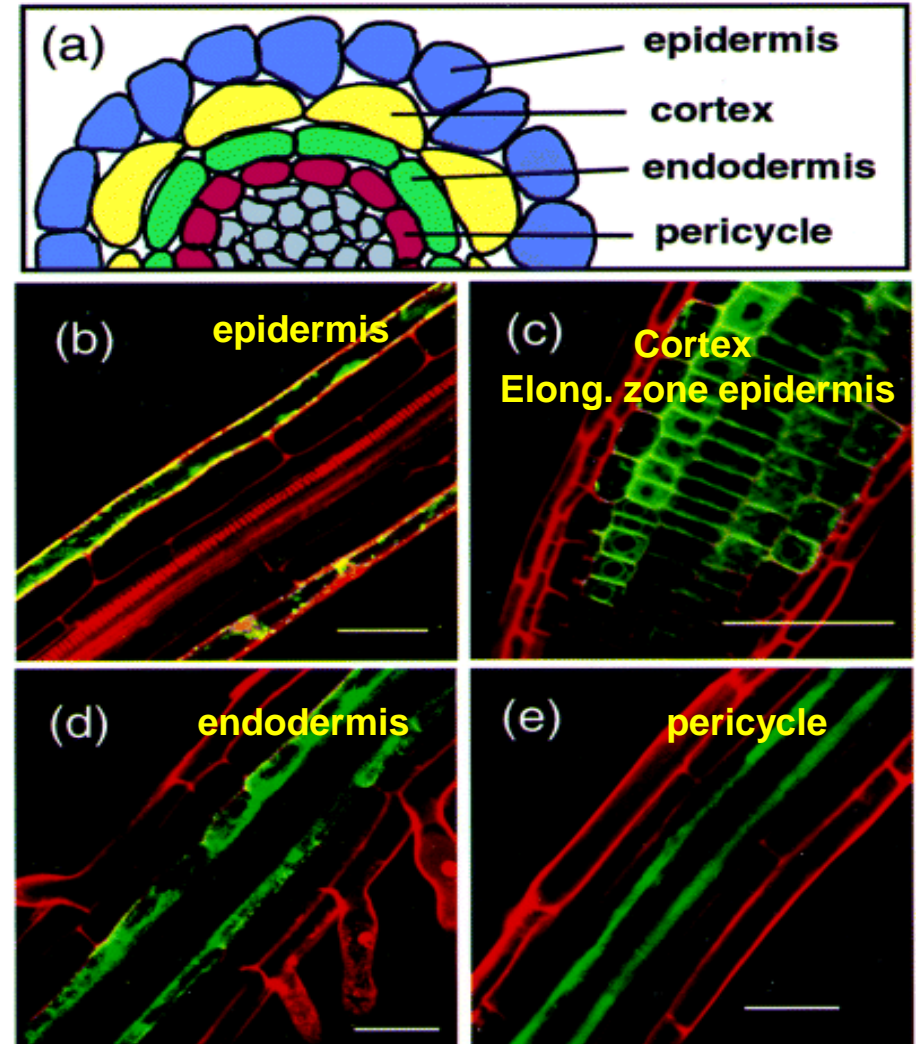 (a)
epidermis
cortex
endodermis
pericycle
(b)
epidermis
(c)
Cortex
Elong. zone epidermis
(d)
endodermis
(e)
pericycle